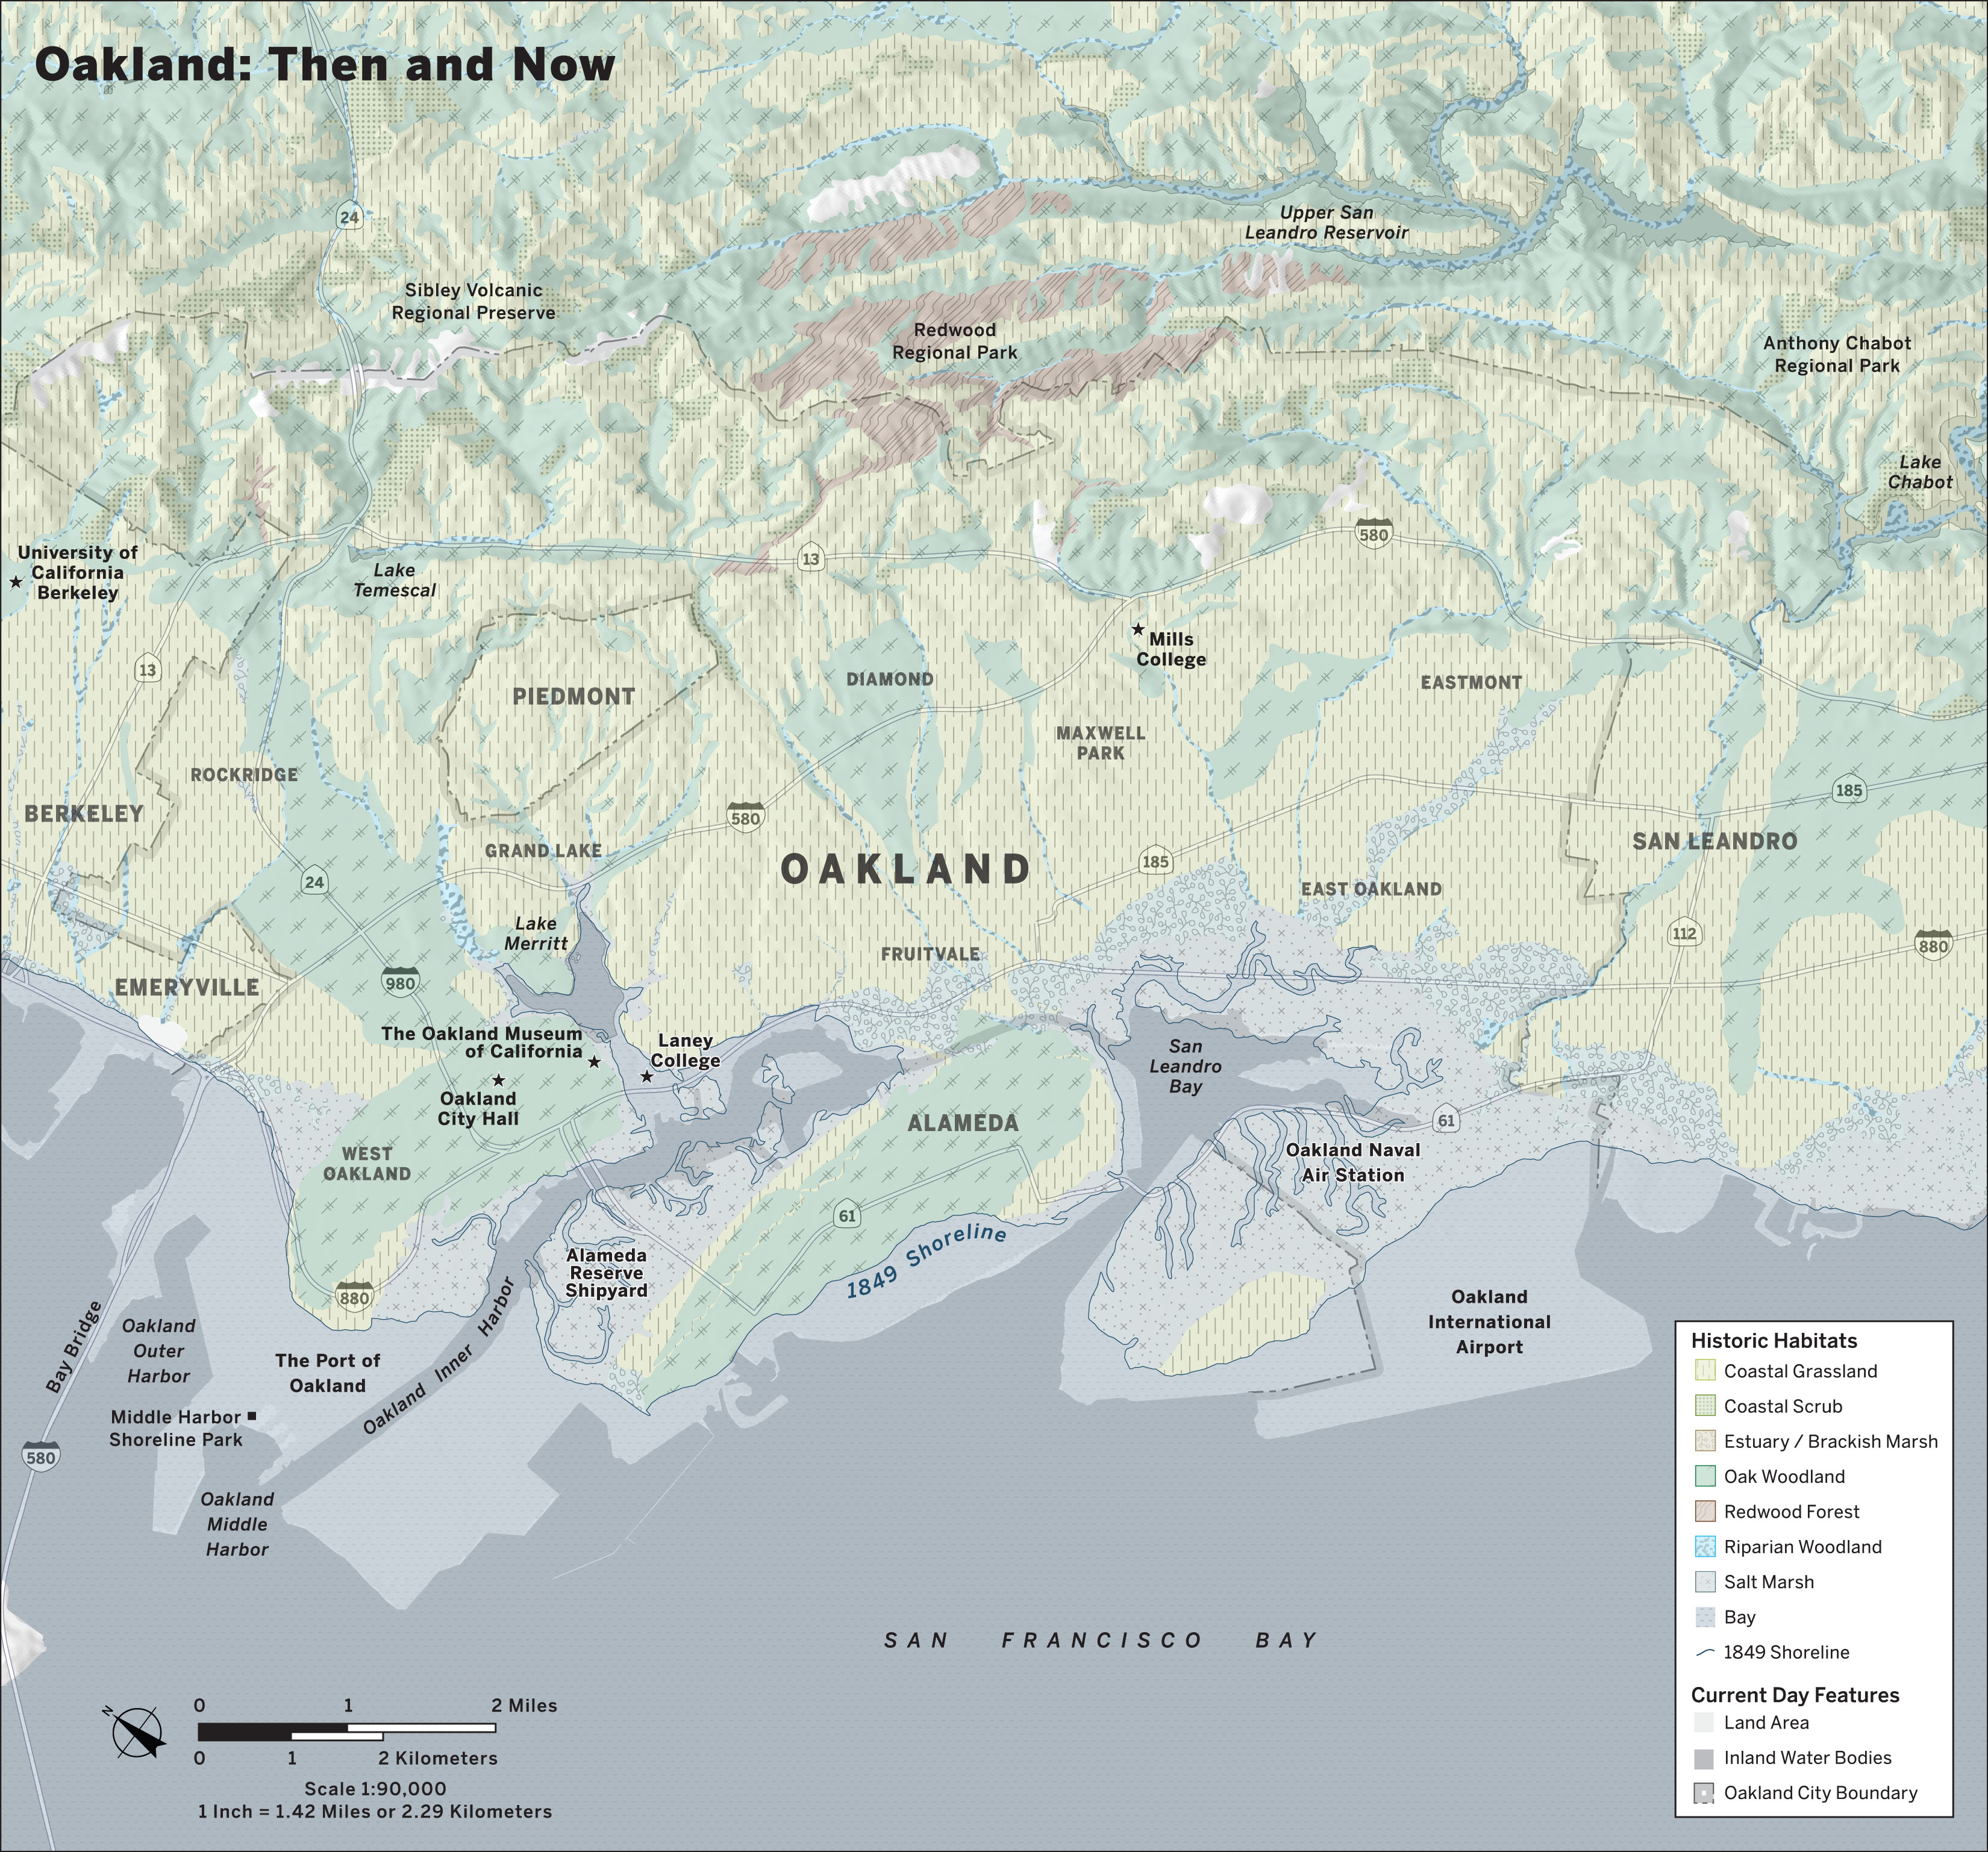 Oakland: Then and Now
24
Upper San
Leandro Reservoir
Sibley Volcanic
Regional Preserve
Redwood
Regional Park
Anthony Chabot
Regional Park
Lake
Chabot
University of
California
Berkeley
Lake
Temescal
13
580
Mills
College
13
PIEDMONT
DIAMOND
EASTMONT
MAXWELL
PARK
ROCKRIDGE
BERKELEY
580
185
GRAND LAKE
OAKLAND
185
SAN LEANDRO
24
EAST OAKLAND
Lake
Merritt
FRUITVALE
112
880
980
EMERYVILLE
The Oakland Museum
of California
Laney
College
San
Leandro
Bay
Oakland
City Hall
ALAMEDA
61
WEST
OAKLAND
Oakland Naval
Air Station
61
1849 Shoreline
Alameda
Reserve
Shipyard
880
Bay Bridge
Oakland
Outer
Harbor
The Port of
Oakland
Oakland Inner Harbor
Oakland
International
Airport
Middle Harbor
Shoreline Park
580
Oakland
Middle
Harbor
SAN FRANCISCO BAY
N
0 1 2 Miles
0 1 2 Kilometers
Scale 1:90,000
1 Inch = 1.42 Miles or 2.29 Kilometers
Historic Habitats
Coastal Grassland
Coastal Scrub
Estuary / Brackish Marsh
Oak Woodland
Redwood Forest
Riparian Woodland
Salt Marsh
Bay
1849 Shoreline
Current Day Features
Land Area
Inland Water Bodies
Oakland City Boundary